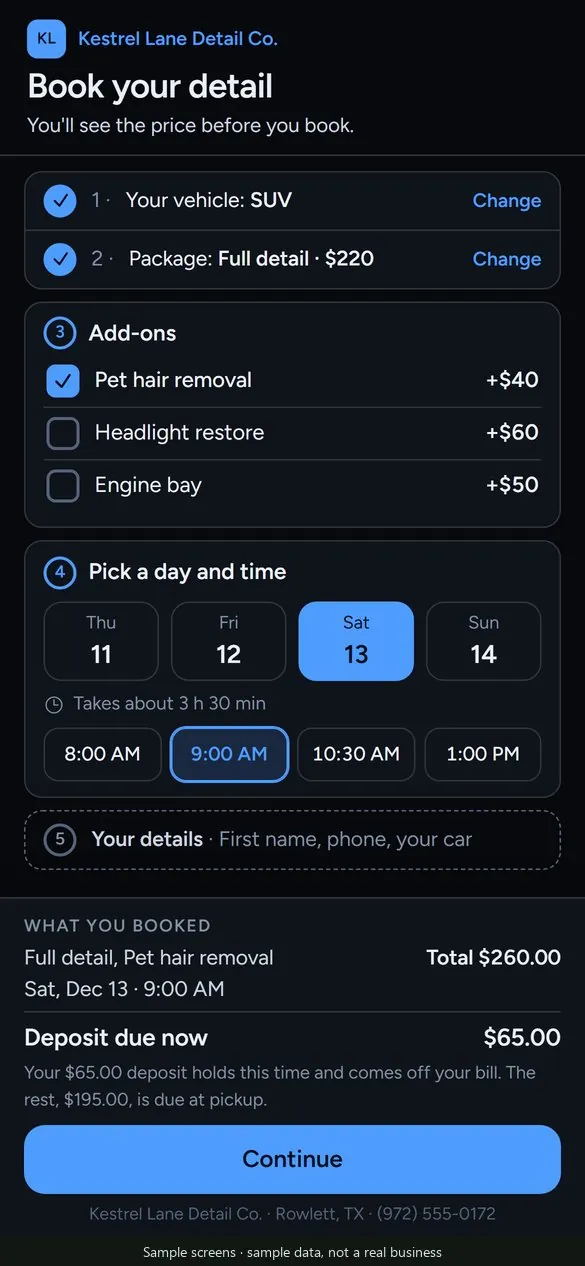 KL Kestrel Lane Detail Co.
Book your detail
You'll see the price before you book.
1 · Your vehicle: SUV Change
2 · Package: Full detail · $220 Change
3 Add-ons
Pet hair removal +$40
Headlight restore +$60
Engine bay +$50
4 Pick a day and time
Thu Fri Sat Sun
11 12 13 14
Takes about 3 h 30 min
8:00 AM 9:00 AM 10:30 AM 1:00 PM
5 Your details · First name, phone, your car
WHAT YOU BOOKED
Full detail, Pet hair removal Total $260.00
Sat, Dec 13 · 9:00 AM
Deposit due now $65.00
Your $65.00 deposit holds this time and comes off your bill. The
rest, $195.00, is due at pickup.
Continue
Kestrel Lane Detail Co. · Rowlett, TX · (972) 555-0172
Sample screens · sample data, not a real business